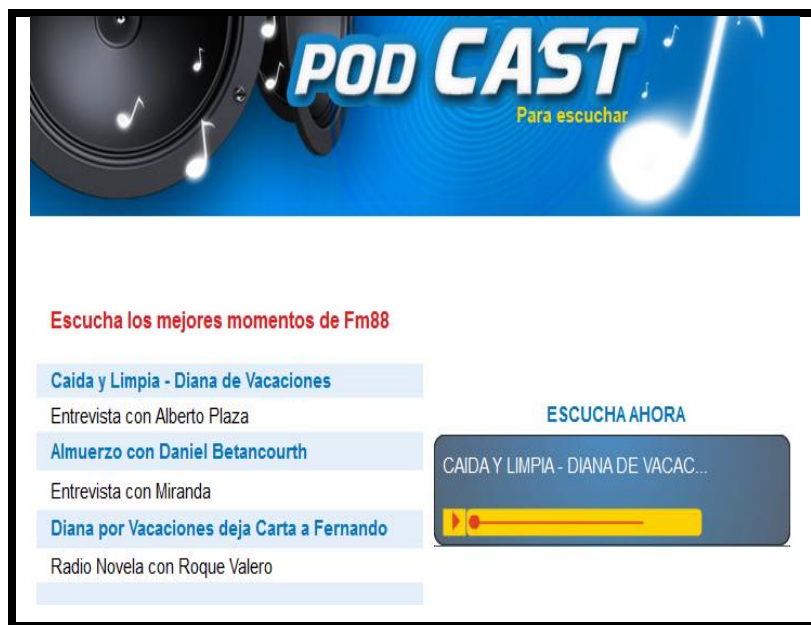 POD CAST
Para escuchar
Escucha los mejores momentos de Fm88
Caida y Limpia - Diana de Vacaciones
Entrevista con Alberto Plaza
Almuerzo con Daniel Betancourth
Entrevista con Miranda
Diana por Vacaciones deja Carta a Fernando
Radio Novela con Roque Valero
ESCUCHA AHORA
CAIDA Y LIMPIA - DIANA DE VACAC...